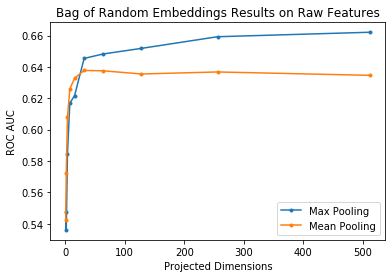 Bag of Random Embeddings Results on Raw Features
0.66
0.64
0.62
0.60
0.58
0.56
0.54
ROC AUC
Max Pooling
Mean Pooling
0 100 200 300 400 500
Projected Dimensions